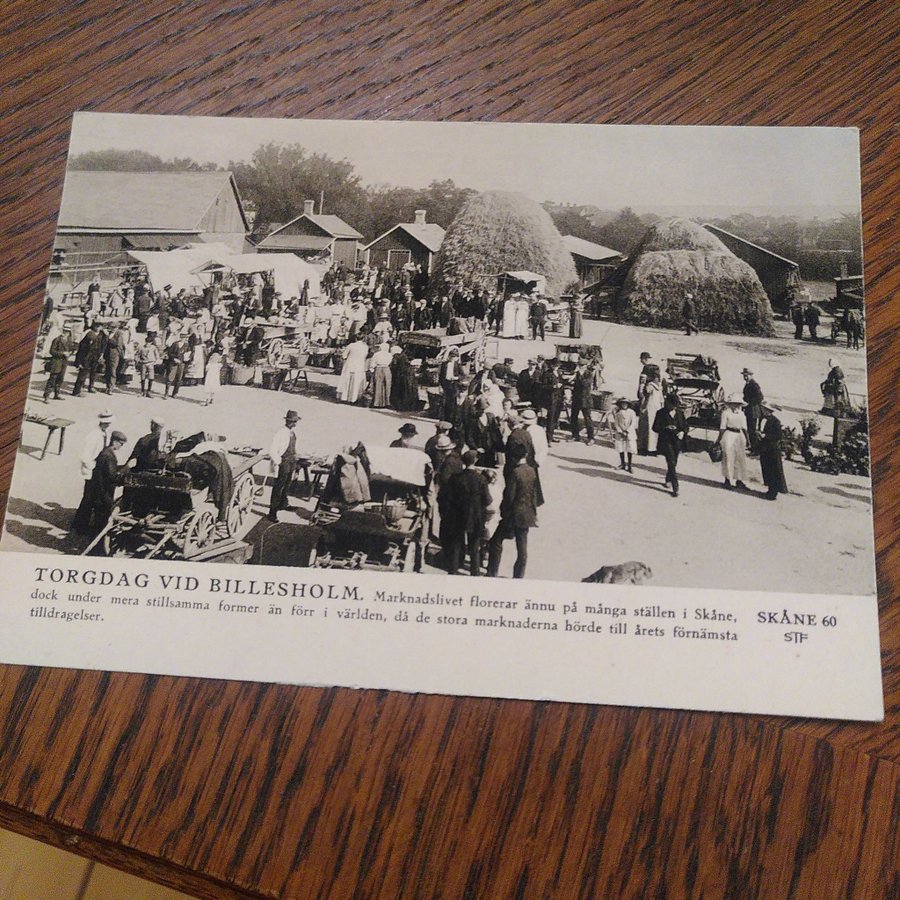 TORGDAG VID BILLESHOLM. Marknadslivet florerar ännu på många ställen i Skåne,
dock under mera stillsamma former än förr i världen, då de stora marknaderna hörde till årets förnämsta
tilldragelser.
SKÅNE 60
STF